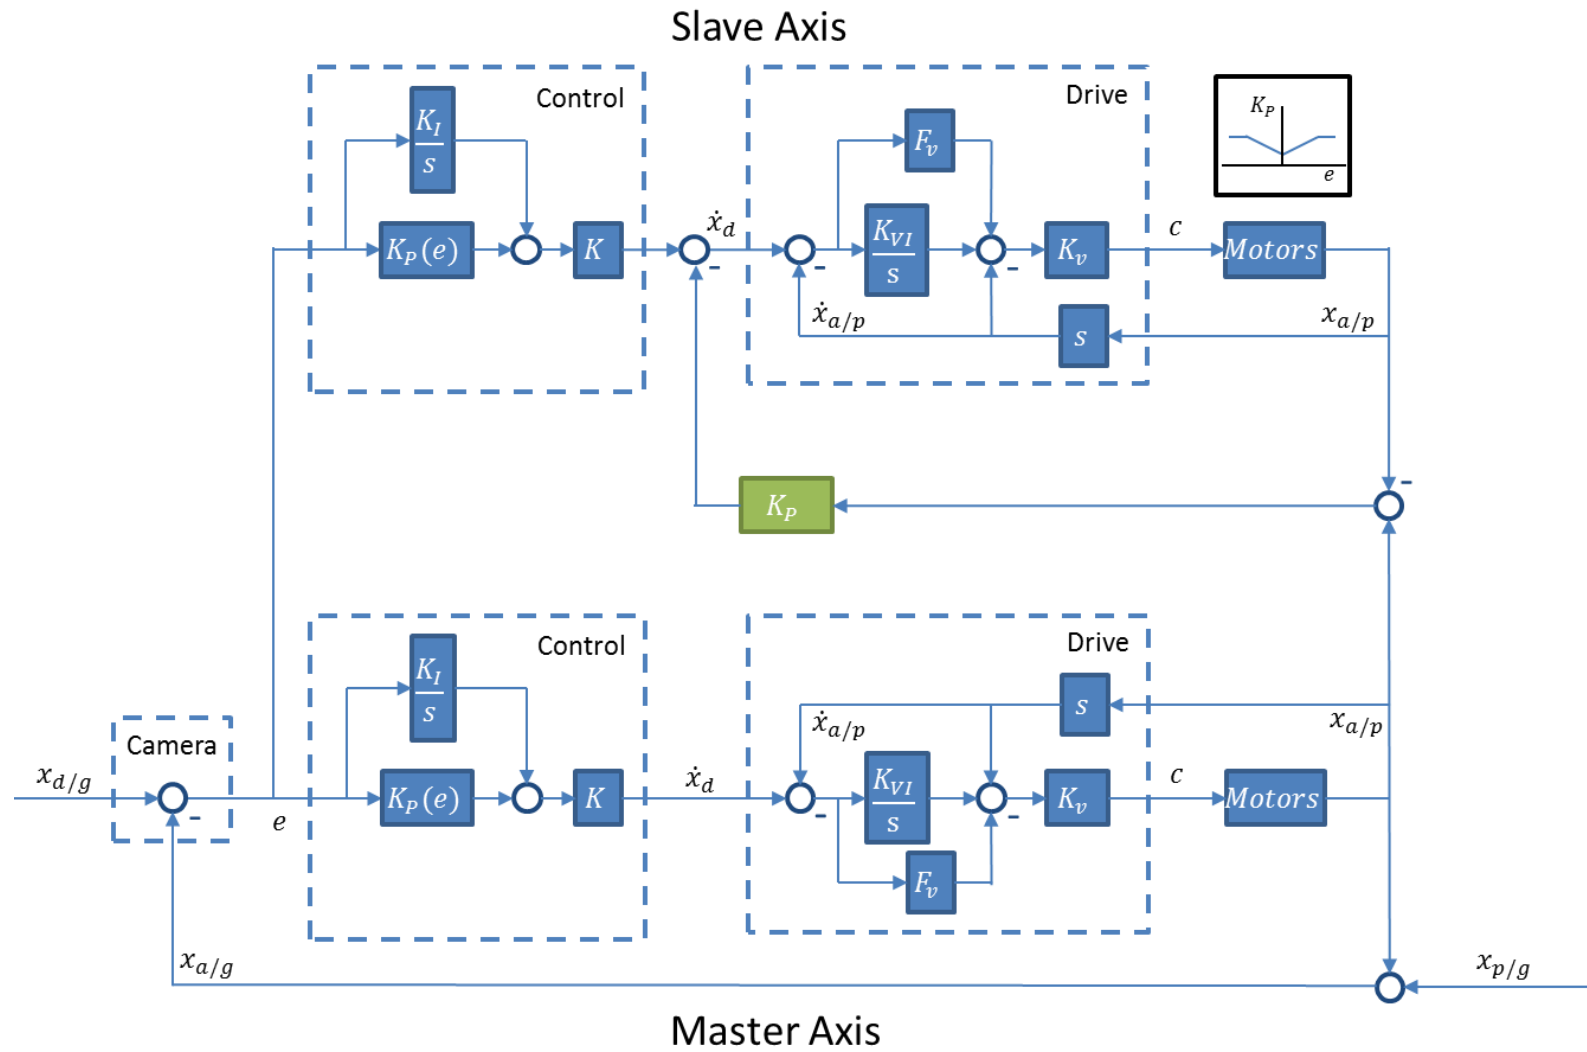 Slave Axis
Control
Drive
K_I/s
F_v
K_P
e
K_P(e)
K
-
ẋ_d
-
K_VI/s
-
K_v
c
Motors
ẋ_a/p
s
x_a/p
K_P
-
Control
Drive
K_I/s
s
Camera
ẋ_a/p
x_a/p
x_d/g
-
e
K_P(e)
K
ẋ_d
-
K_VI/s
-
K_v
c
Motors
F_v
x_a/g
x_p/g
Master Axis